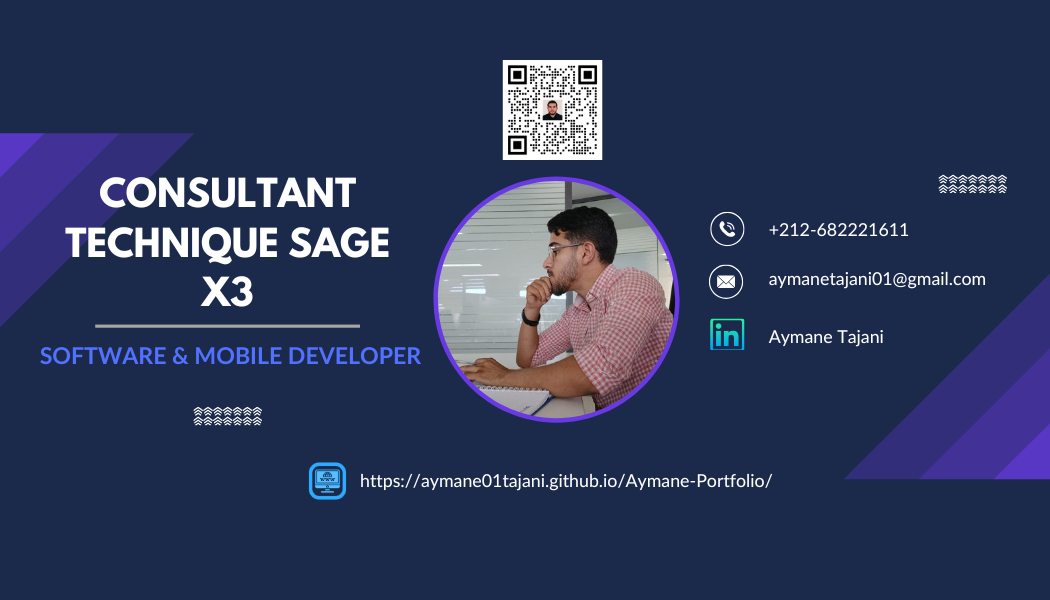 CONSULTANT
TECHNIQUE SAGE
X3
SOFTWARE & MOBILE DEVELOPER
+212-682221611
aymanetajani01@gmail.com
in
Aymane Tajani
https://aymane01tajani.github.io/Aymane-Portfolio/